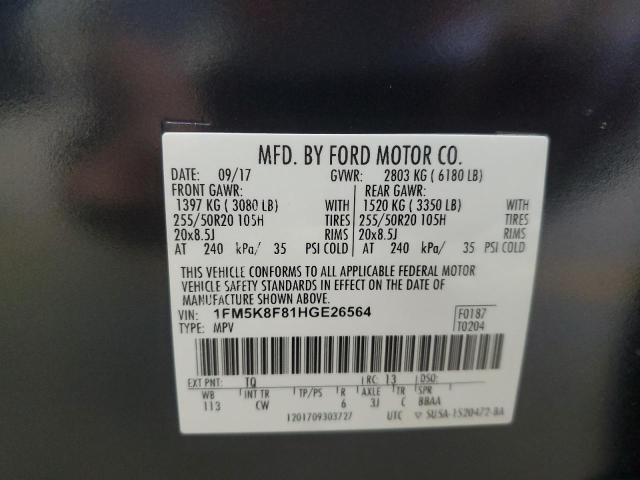 MFD. BY FORD MOTOR CO.
DATE: 09/17 GVWR: 2803 KG ( 6180 LB)
FRONT GAWR: REAR GAWR:
1397 KG ( 3080 LB) WITH 1520 KG ( 3350 LB) WITH
255/50R20 105H TIRES 255/50R20 105H TIRES
20x8.5J RIMS 20x8.5J RIMS
AT 240 kPa/ 35 PSI COLD AT 240 kPa/ 35 PSI COLD
THIS VEHICLE CONFORMS TO ALL APPLICABLE FEDERAL MOTOR
VEHICLE SAFETY STANDARDS IN EFFECT ON THE DATE OF
MANUFACTURE SHOWN ABOVE.
VIN: 1FM5K8F81HGE26564 F0187
TYPE: MPV T0204
EXT PNT: TQ RC: 13 DSO:
WB INT TR TP/PS R AXLE TR SPR
113 CW 6 3J C BBAA
1201709303727 UTC ▽ SU5A-1520472-BA